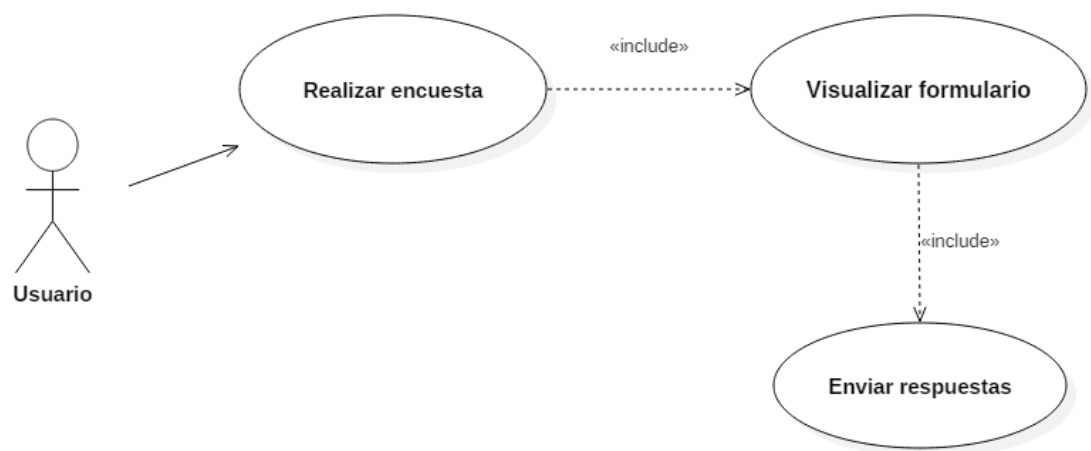 «include»
Realizar encuesta
Visualizar formulario
«include»
Usuario
Enviar respuestas